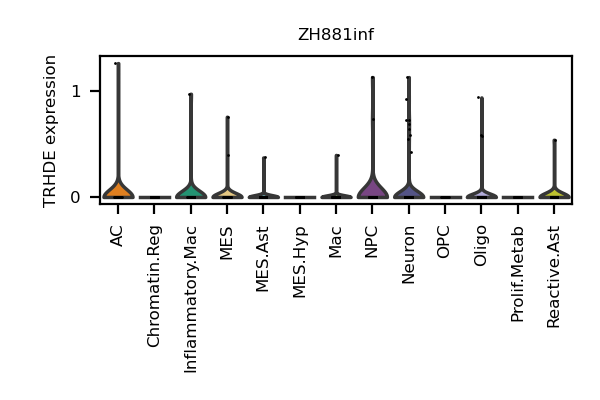 ZH881inf
TRHDE expression
1
0
AC
Chromatin.Reg
Inflammatory.Mac
MES
MES.Ast
MES.Hyp
Mac
NPC
Neuron
OPC
Oligo
Prolif.Metab
Reactive.Ast